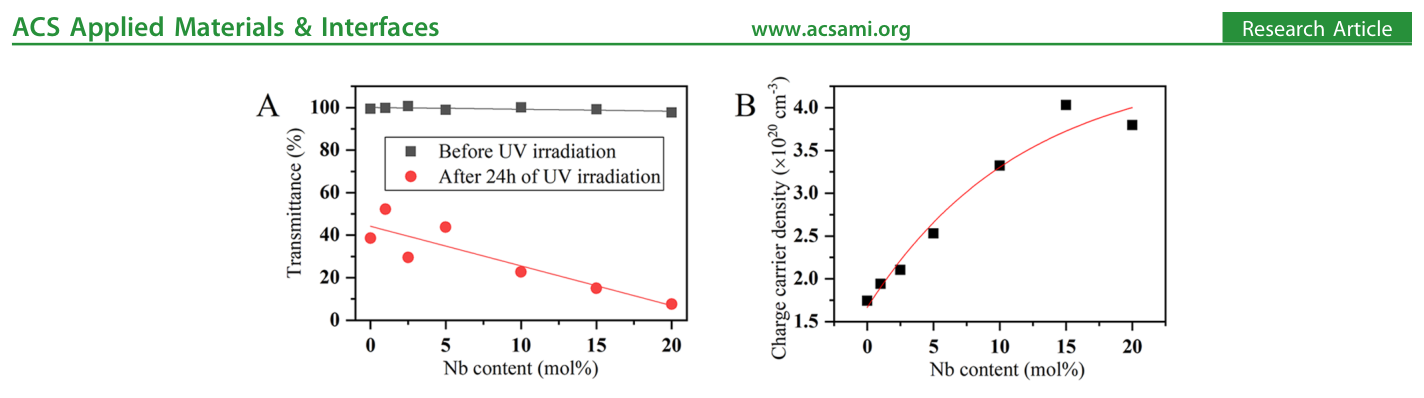 ACS Applied Materials & Interfaces
www.acsami.org
Research Article
A
Transmittance (%)
100
80
60
40
20
0
Before UV irradiation
After 24h of UV irradiation
0 5 10 15 20
Nb content (mol%)
B
Charge carrier density (×10²⁰ cm⁻³)
4.0
3.5
3.0
2.5
2.0
1.5
0 5 10 15 20
Nb content (mol%)